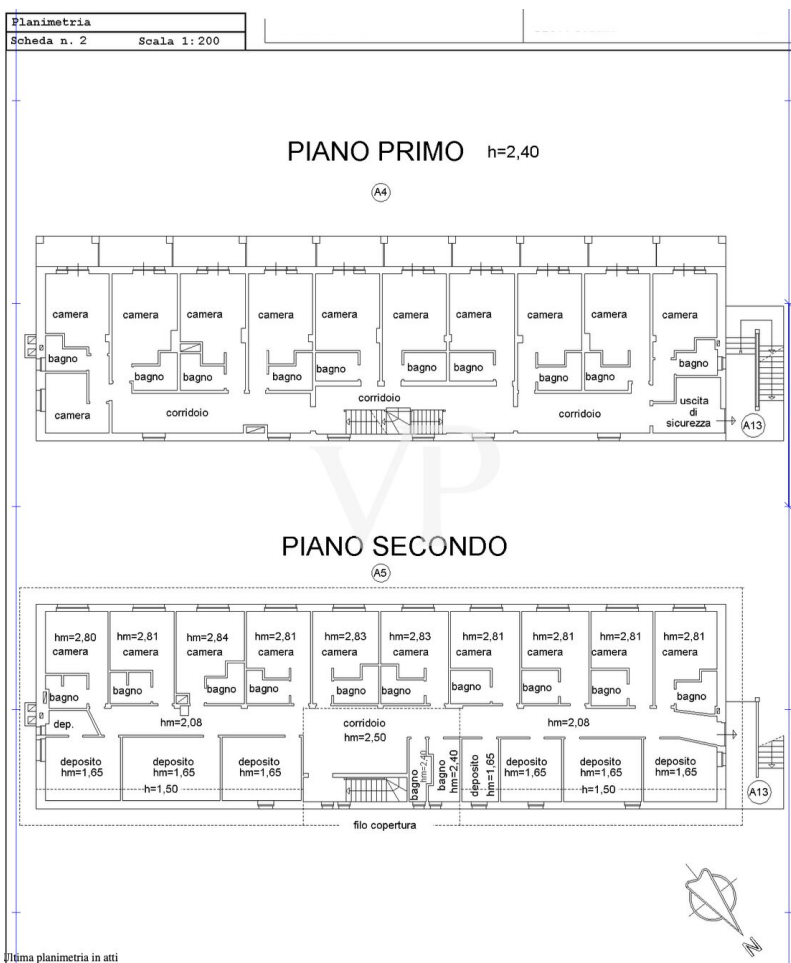 Planimetria
Scheda n. 2 Scala 1:200
PIANO PRIMO h=2,40
A4
camera camera camera camera camera camera camera camera camera camera
bagno bagno bagno bagno bagno bagno bagno bagno bagno bagno
camera corridoio corridoio corridoio
uscita
di
sicurezza
A13
VP
PIANO SECONDO
A5
hm=2,80 hm=2,81 hm=2,84 hm=2,81 hm=2,83 hm=2,83 hm=2,81 hm=2,81 hm=2,81 hm=2,81
camera camera camera camera camera camera camera camera camera camera
bagno bagno bagno bagno bagno bagno bagno bagno bagno bagno
dep. hm=2,08 corridoio hm=2,08
hm=2,50
deposito deposito deposito bagno bagno deposito deposito deposito deposito
hm=1,65 hm=1,65 hm=1,65 hm=2,40 hm=2,40 hm=1,65 hm=1,65 hm=1,65 hm=1,65
h=1,50 h=1,50
A13
filo copertura
N
Ultima planimetria in atti